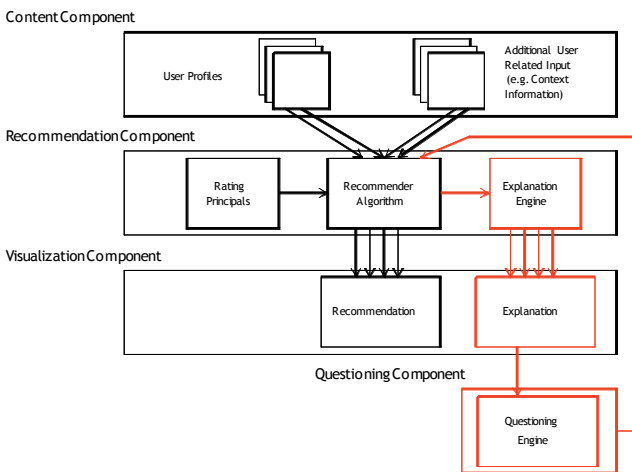 Content Component
User Profiles
Additional User
Related Input
(e.g. Context
Information)
Recommendation Component
Rating
Principals
Recommender
Algorithm
Explanation
Engine
Visualization Component
Recommendation
Explanation
Questioning Component
Questioning
Engine